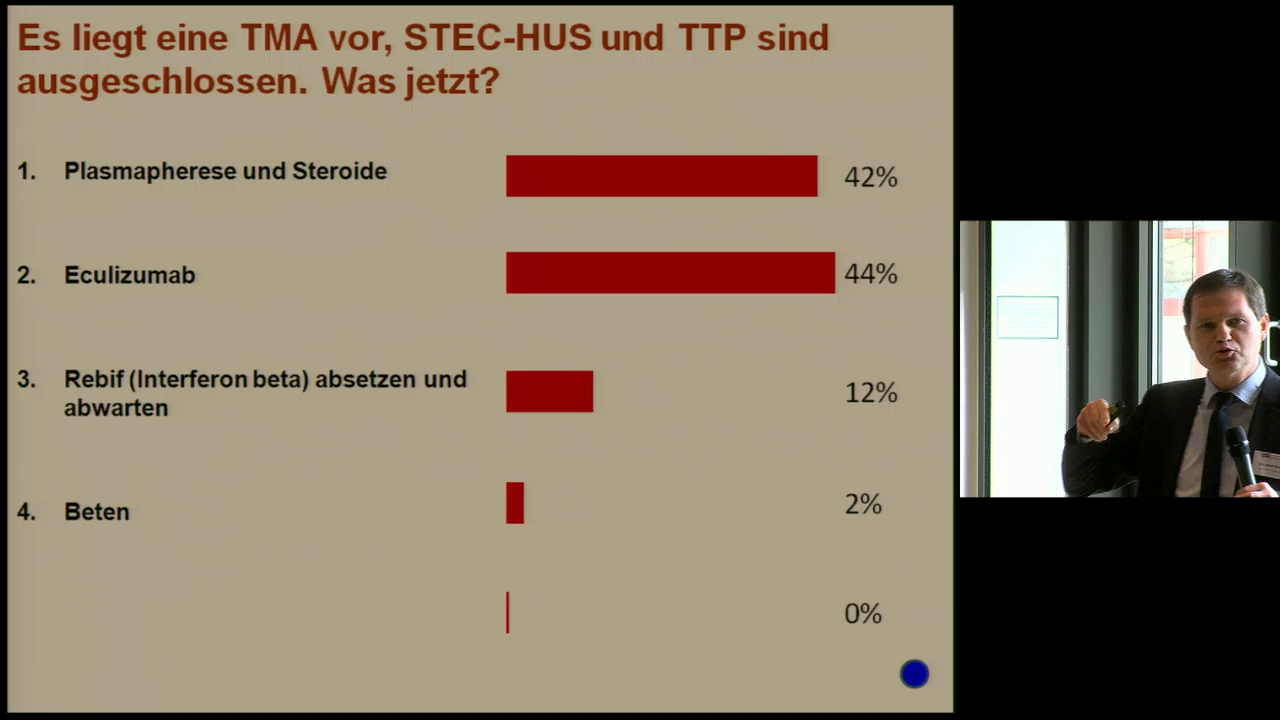 Es liegt eine TMA vor, STEC-HUS und TTP sind
ausgeschlossen. Was jetzt?
1. Plasmapherese und Steroide 42%
2. Eculizumab 44%
3. Rebif (Interferon beta) absetzen und
abwarten 12%
4. Beten 2%
0%